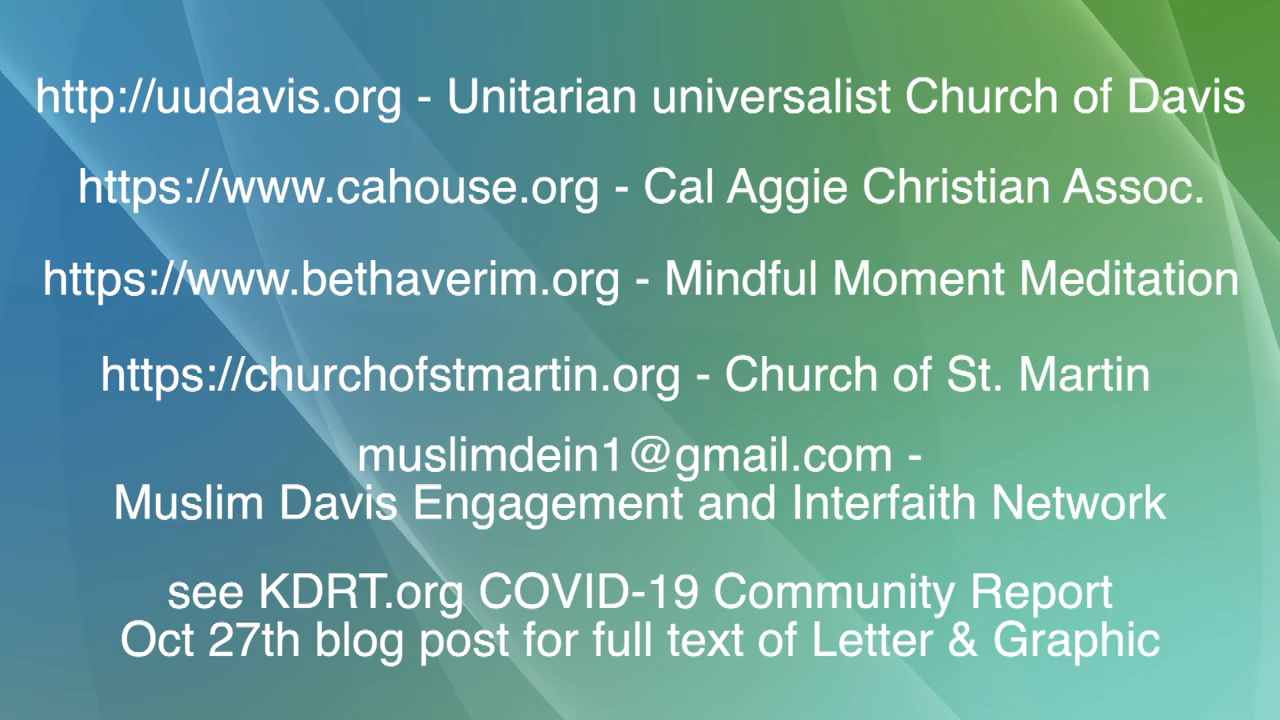 http://uudavis.org - Unitarian universalist Church of Davis
https://www.cahouse.org - Cal Aggie Christian Assoc.
https://www.bethaverim.org - Mindful Moment Meditation
https://churchofstmartin.org - Church of St. Martin
muslimdein1@gmail.com -
Muslim Davis Engagement and Interfaith Network
see KDRT.org COVID-19 Community Report
Oct 27th blog post for full text of Letter & Graphic